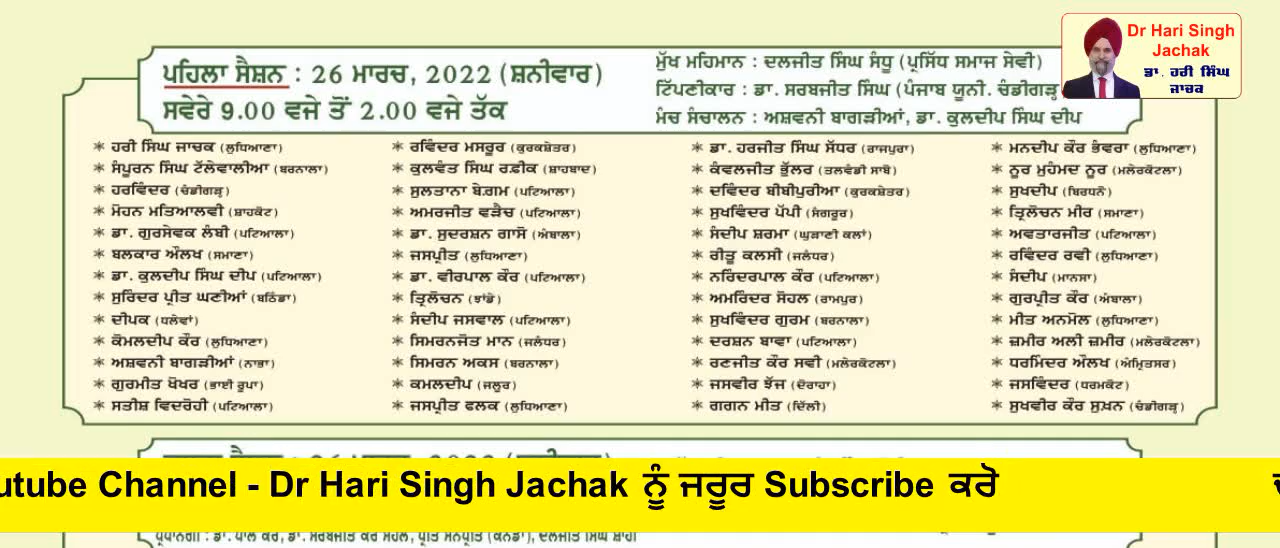 Dr Hari Singh
Jachak
ਡਾ. ਹਰੀ ਸਿੰਘ
ਜਾਚਕ
ਪਹਿਲਾ ਸੈਸ਼ਨ : 26 ਮਾਰਚ, 2022 (ਸ਼ਨੀਵਾਰ)
ਸਵੇਰੇ 9.00 ਵਜੇ ਤੋਂ 2.00 ਵਜੇ ਤੱਕ
ਮੁੱਖ ਮਹਿਮਾਨ : ਦਲਜੀਤ ਸਿੰਘ ਸੰਧੂ (ਪ੍ਰਸਿੱਧ ਸਮਾਜ ਸੇਵੀ)
ਟਿੱਪਣੀਕਾਰ : ਡਾ. ਸਰਬਜੀਤ ਸਿੰਘ (ਪੰਜਾਬ ਯੂਨੀ. ਚੰਡੀਗੜ੍ਹ
ਮੰਚ ਸੰਚਾਲਨ : ਅਸ਼ਵਨੀ ਬਾਗੜੀਆਂ, ਡਾ. ਕੁਲਦੀਪ ਸਿੰਘ ਦੀਪ
* ਹਰੀ ਸਿੰਘ ਜਾਚਕ (ਲੁਧਿਆਣਾ)
* ਸੰਪੂਰਨ ਸਿੰਘ ਟੱਲੇਵਾਲੀਆ (ਬਰਨਾਲਾ)
* ਹਰਵਿੰਦਰ (ਚੰਡੀਗੜ੍ਹ)
* ਮੋਹਨ ਮਤਿਆਲਵੀ (ਸ਼ਾਹਕੋਟ)
* ਡਾ. ਗੁਰਸੇਵਕ ਲੰਬੀ (ਪਟਿਆਲਾ)
* ਬਲਕਾਰ ਔਲਖ (ਸਮਾਣਾ)
* ਡਾ. ਕੁਲਦੀਪ ਸਿੰਘ ਦੀਪ (ਪਟਿਆਲਾ)
* ਸੁਰਿੰਦਰ ਪ੍ਰੀਤ ਘਣੀਆਂ (ਬਠਿੰਡਾ)
* ਦੀਪਕ (ਧਲੇਵਾਂ)
* ਕੋਮਲਦੀਪ ਕੌਰ (ਲੁਧਿਆਣਾ)
* ਅਸ਼ਵਨੀ ਬਾਗੜੀਆਂ (ਨਾਭਾ)
* ਗੁਰਮੀਤ ਖੋਖਰ (ਭਾਈ ਰੂਪਾ)
* ਸਤੀਸ਼ ਵਿਦਰੋਹੀ (ਪਟਿਆਲਾ)
* ਰਵਿੰਦਰ ਮਸਰੂਰ (ਕੁਰਕਸ਼ੇਤਰ)
* ਕੁਲਵੰਤ ਸਿੰਘ ਰਫ਼ੀਕ (ਸ਼ਾਹਬਾਦ)
* ਸੁਲਤਾਨਾ ਬੇਗ਼ਮ (ਪਟਿਆਲਾ)
* ਅਮਰਜੀਤ ਵੜੈਚ (ਪਟਿਆਲਾ)
* ਡਾ. ਸੁਦਰਸ਼ਨ ਗਾਸੋ (ਅੰਬਾਲਾ)
* ਜਸਪ੍ਰੀਤ (ਲੁਧਿਆਣਾ)
* ਡਾ. ਵੀਰਪਾਲ ਕੌਰ (ਪਟਿਆਲਾ)
* ਤ੍ਰਿਲੋਚਨ (ਝਾਂਡੇ)
* ਸੰਦੀਪ ਜਸਵਾਲ (ਪਟਿਆਲਾ)
* ਸਿਮਰਨਜੋਤ ਮਾਨ (ਜਲੰਧਰ)
* ਸਿਮਰਨ ਅਕਸ (ਬਰਨਾਲਾ)
* ਕਮਲਦੀਪ (ਜਲੂਰ)
* ਜਸਪ੍ਰੀਤ ਫਲਕ (ਲੁਧਿਆਣਾ)
* ਡਾ. ਹਰਜੀਤ ਸਿੰਘ ਸੱਧਰ (ਰਾਜਪੁਰਾ)
* ਕੰਵਲਜੀਤ ਭੁੱਲਰ (ਤਲਵੰਡੀ ਸਾਬੋ)
* ਦਵਿੰਦਰ ਬੀਬੀਪੁਰੀਆ (ਕੁਰਕਸ਼ੇਤਰ)
* ਸੁਖਵਿੰਦਰ ਪੱਪੀ (ਸੰਗਰੂਰ)
* ਸੰਦੀਪ ਸ਼ਰਮਾ (ਘੁੜਾਣੀ ਕਲਾਂ)
* ਰੀਤੂ ਕਲਸੀ (ਜਲੰਧਰ)
* ਨਰਿੰਦਰਪਾਲ ਕੌਰ (ਪਟਿਆਲਾ)
* ਅਮਰਿੰਦਰ ਸੋਹਲ (ਰਾਮਪੁਰ)
* ਸੁਖਵਿੰਦਰ ਗੁਰਮ (ਬਰਨਾਲਾ)
* ਦਰਸ਼ਨ ਬਾਵਾ (ਪਟਿਆਲਾ)
* ਰਣਜੀਤ ਕੌਰ ਸਵੀ (ਮਲੇਰਕੋਟਲਾ)
* ਜਸਵੀਰ ਝੱਜ (ਦੋਰਾਹਾ)
* ਗਗਨ ਮੀਤ (ਦਿੱਲੀ)
* ਮਨਦੀਪ ਕੌਰ ਭੰਵਰਾ (ਲੁਧਿਆਣਾ)
* ਨੂਰ ਮੁਹੰਮਦ ਨੂਰ (ਮਲੇਰਕੋਟਲਾ)
* ਸੁਖਦੀਪ (ਬਿਰਧਨੋ)
* ਤ੍ਰਿਲੋਚਨ ਮੀਰ (ਸਮਾਣਾ)
* ਅਵਤਾਰਜੀਤ (ਪਟਿਆਲਾ)
* ਰਵਿੰਦਰ ਰਵੀ (ਲੁਧਿਆਣਾ)
* ਸੰਦੀਪ (ਮਾਨਸਾ)
* ਗੁਰਪ੍ਰੀਤ ਕੌਰ (ਅੰਬਾਲਾ)
* ਮੀਤ ਅਨਮੋਲ (ਲੁਧਿਆਣਾ)
* ਜ਼ਮੀਰ ਅਲੀ ਜ਼ਮੀਰ (ਮਲੇਰਕੋਟਲਾ)
* ਧਰਮਿੰਦਰ ਔਲਖ (ਅੰਮ੍ਰਿਤਸਰ)
* ਜਸਵਿੰਦਰ (ਧਰਮਕੋਟ)
* ਸੁਖਵੀਰ ਕੌਰ ਸੁਖ਼ਨ (ਚੰਡੀਗੜ੍ਹ)
utube Channel - Dr Hari Singh Jachak ਨੂੰ ਜਰੂਰ Subscribe ਕਰੋ